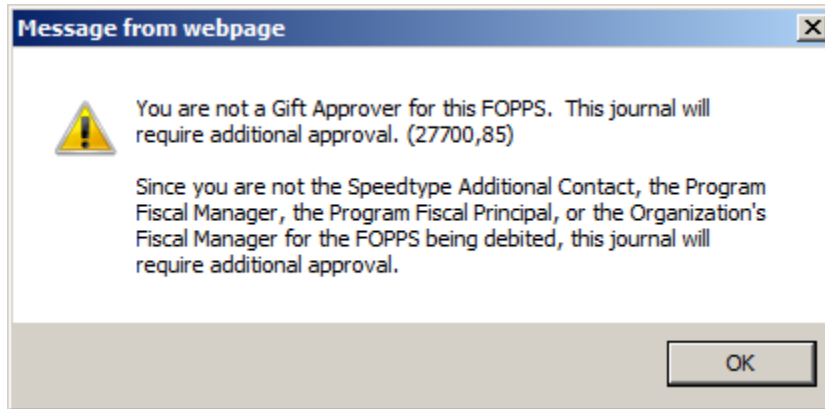 Message from webpage
You are not a Gift Approver for this FOPPS.  This journal will
require additional approval. (27700,85)
Since you are not the Speedtype Additional Contact, the Program
Fiscal Manager, the Program Fiscal Principal, or the Organization's
Fiscal Manager for the FOPPS being debited, this journal will
require additional approval.
OK